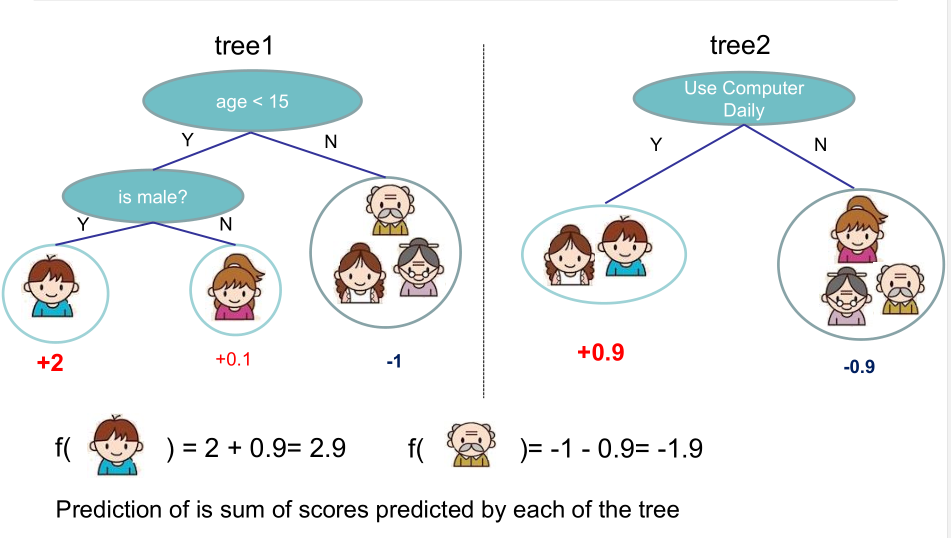 tree1
age < 15
Y
N
is male?
Y
N
+2
+0.1
-1
tree2
Use Computer
Daily
Y
N
+0.9
-0.9
f( ) = 2 + 0.9= 2.9
f( )= -1 - 0.9= -1.9
Prediction of is sum of scores predicted by each of the tree